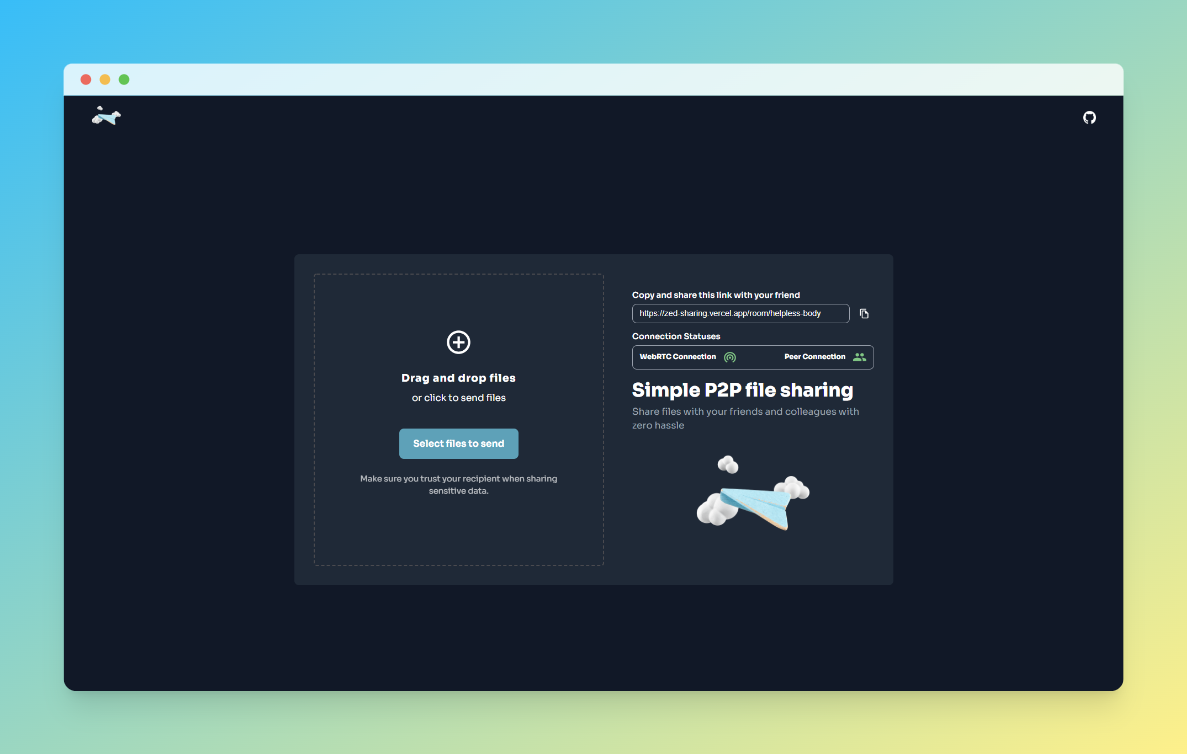 Drag and drop files
or click to send files
Select files to send
Make sure you trust your recipient when sharing
sensitive data.
Copy and share this link with your friend
https://zed-sharing.vercel.app/room/helpless-body
Connection Statuses
WebRTC Connection Peer Connection
Simple P2P file sharing
Share files with your friends and colleagues with
zero hassle